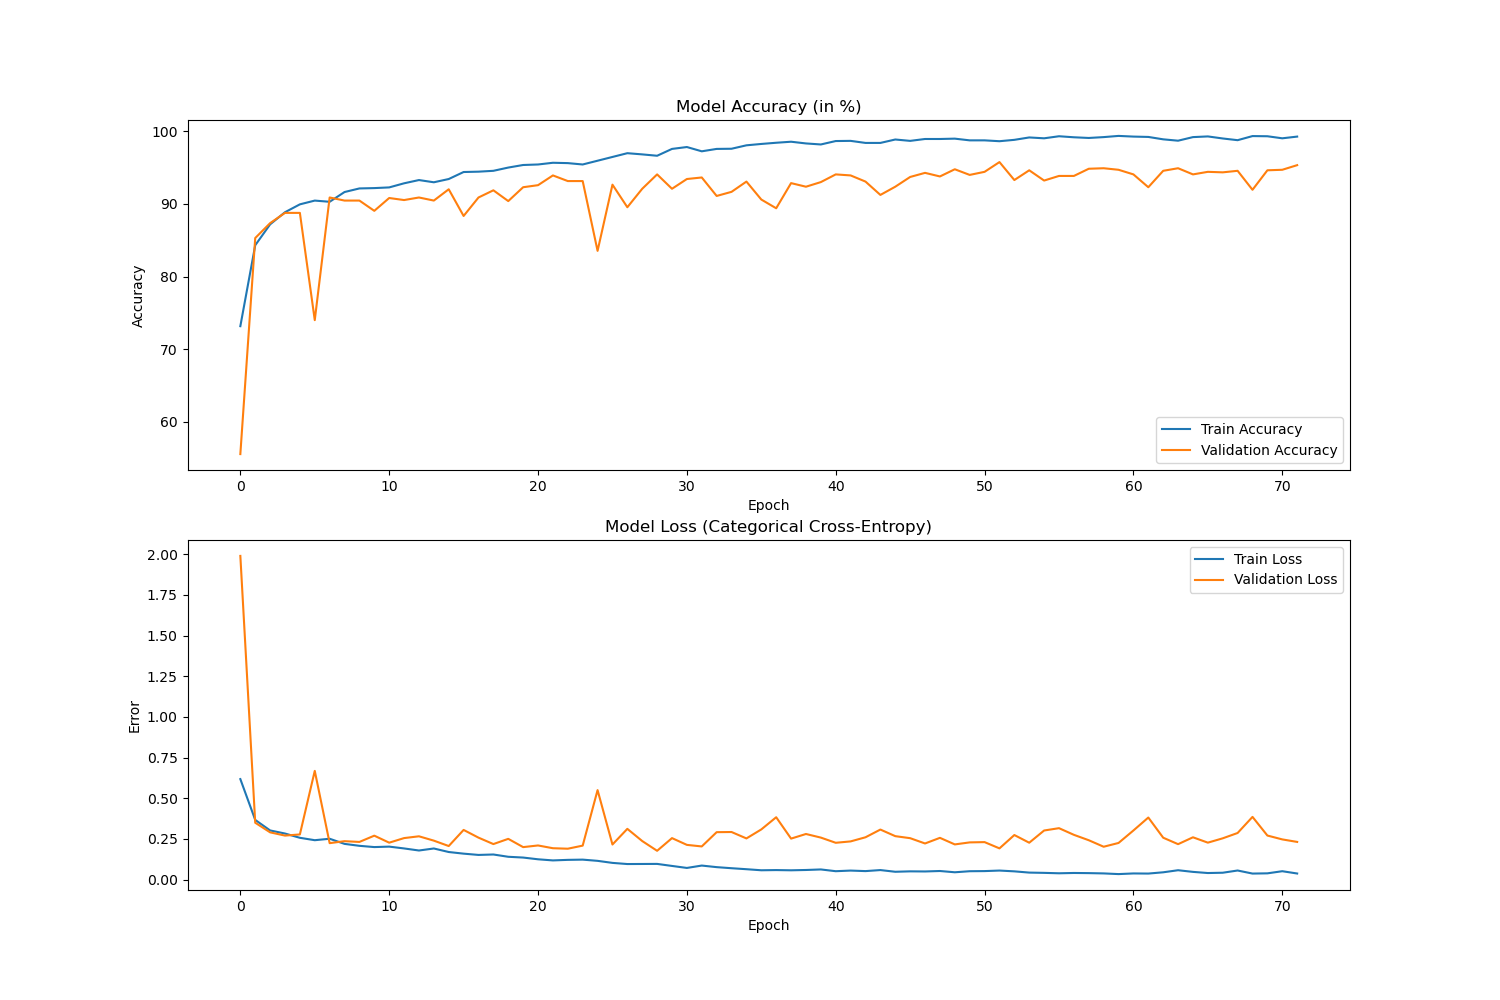 Model Accuracy (in %)
100
90
80
70
60
Accuracy
Train Accuracy
Validation Accuracy
0 10 20 30 40 50 60 70
Epoch
Model Loss (Categorical Cross-Entropy)
2.00
1.75
1.50
1.25
1.00
0.75
0.50
0.25
0.00
Error
Train Loss
Validation Loss
0 10 20 30 40 50 60 70
Epoch